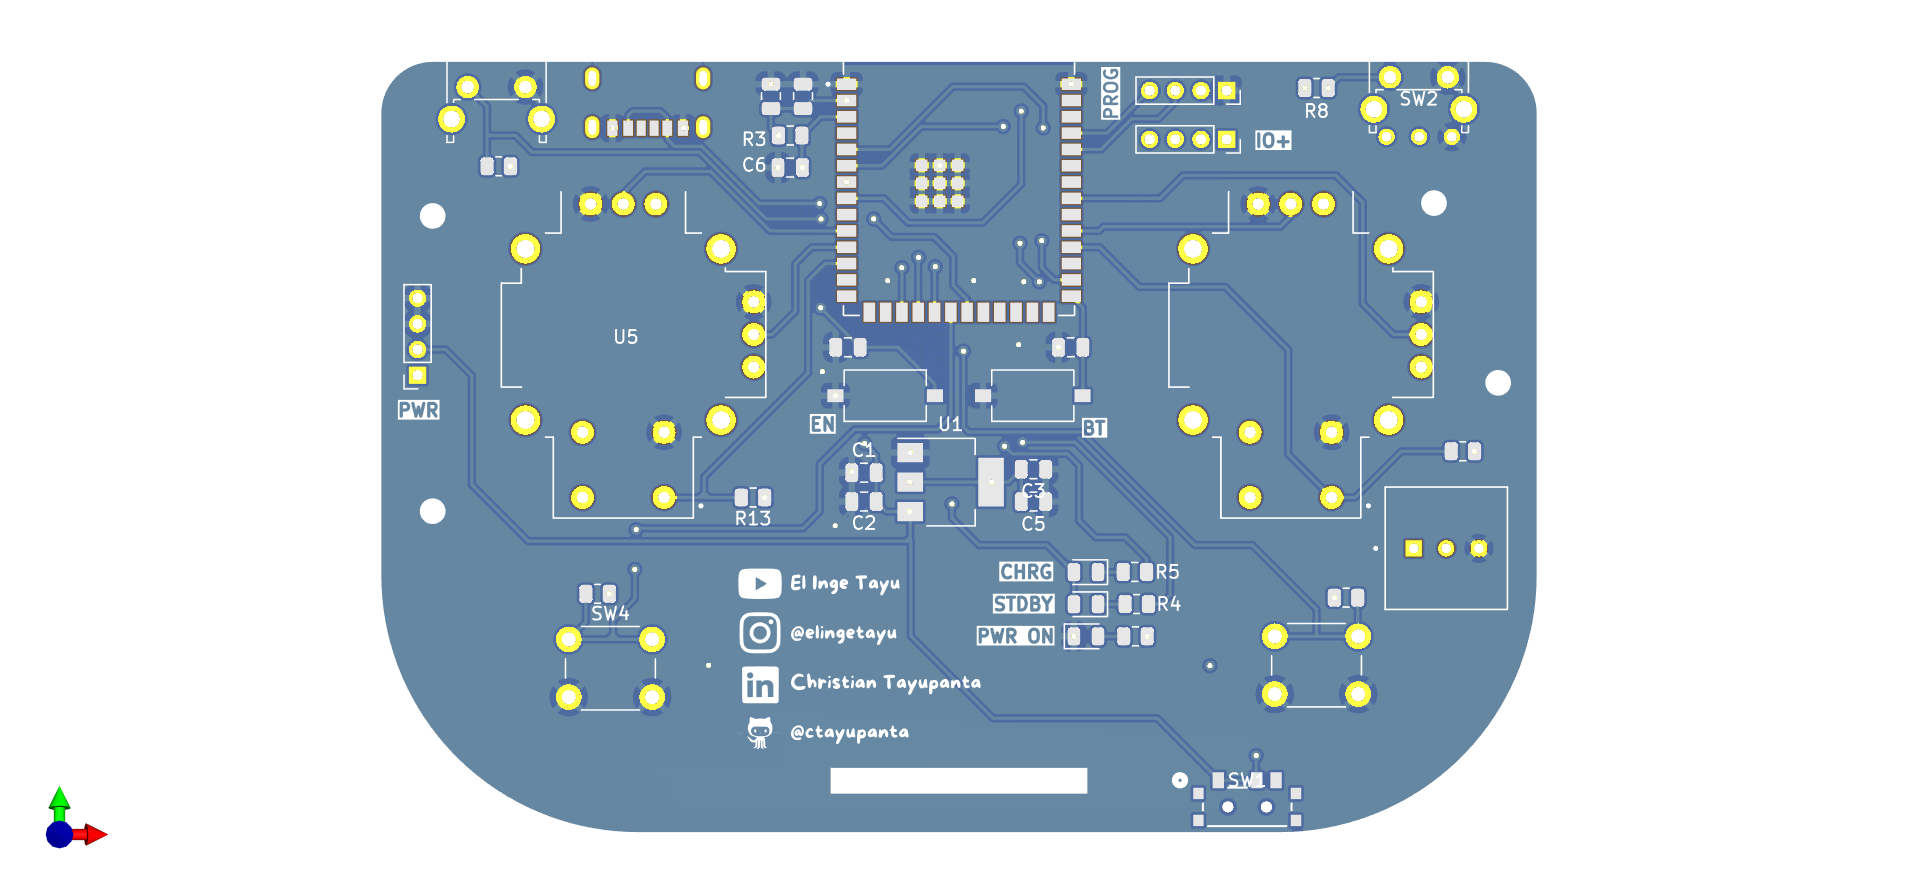 PROG
SW2
R8
R3
IO+
C6
U5
PWR
EN
U1
BT
C1
C3
R13
C2
C5
CHRG
R5
El Inge Tayu
STDBY
R4
SW4
@elingetayu
PWR ON
in
Christian Tayupanta
@ctayupanta
SW1